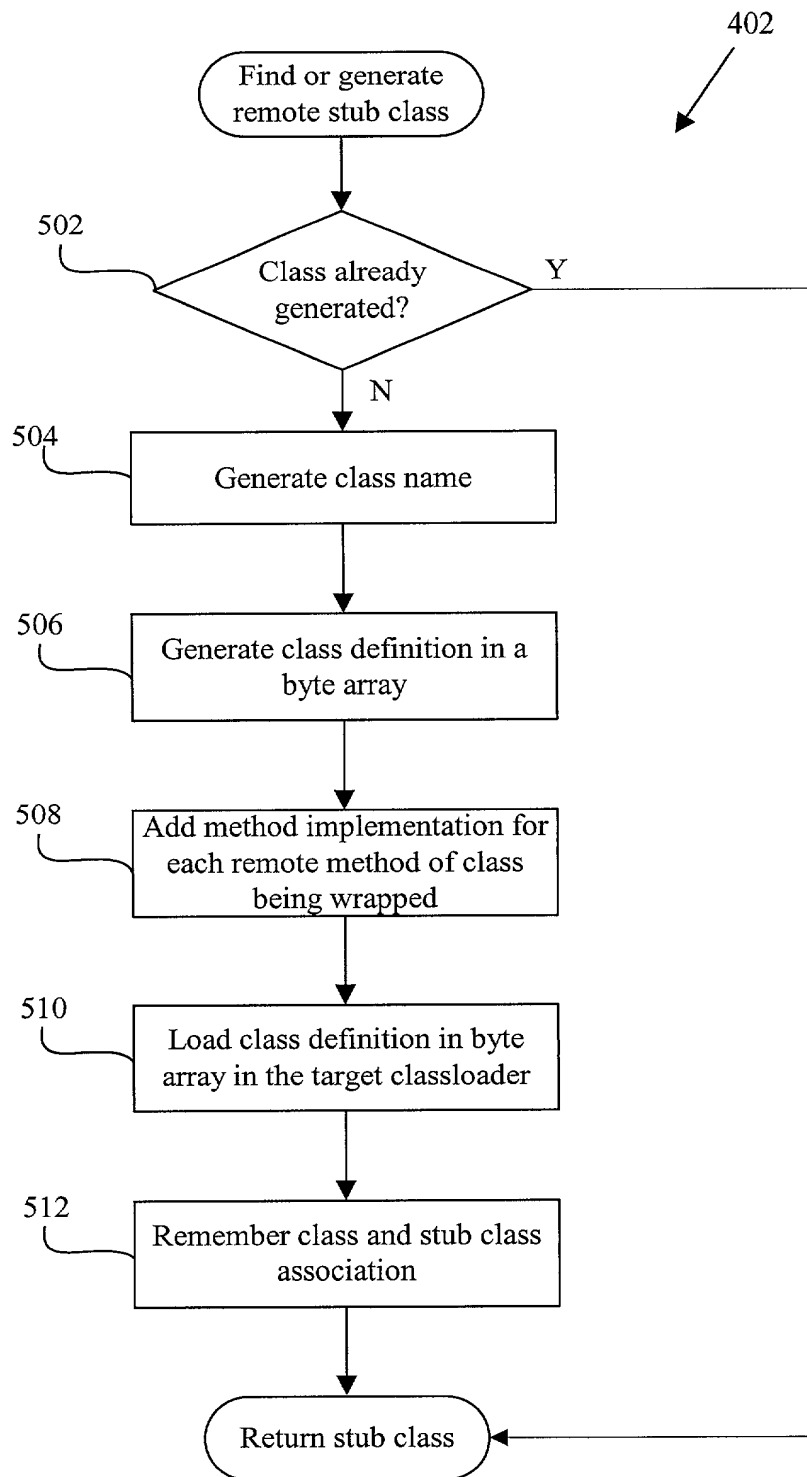 402
Find or generate
remote stub class
502
Class already
generated?
Y
N
504
Generate class name
506
Generate class definition in a
byte array
508
Add method implementation for
each remote method of class
being wrapped
510
Load class definition in byte
array in the target classloader
512
Remember class and stub class
association
Return stub class